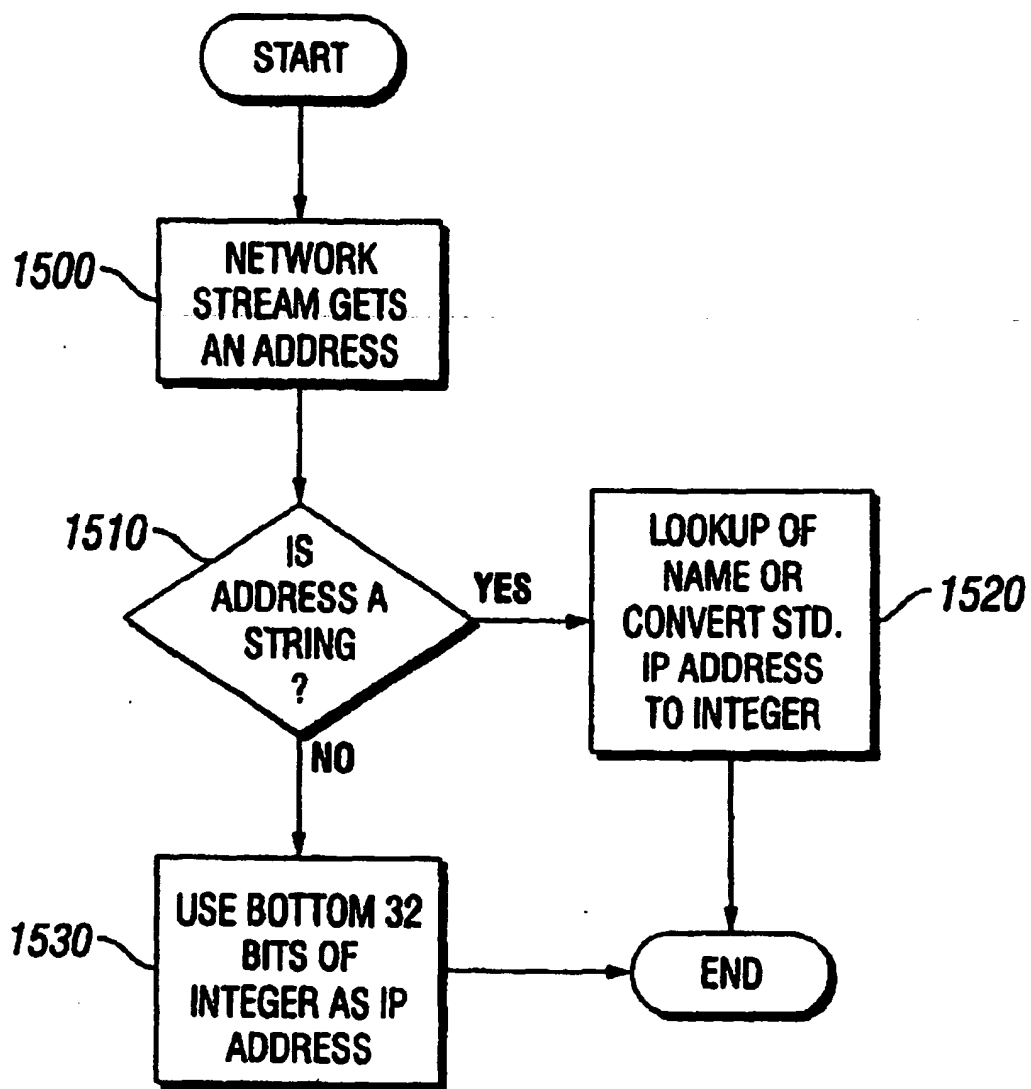 START
1500
NETWORK
STREAM GETS
AN ADDRESS
1510
IS
ADDRESS A
STRING
?
YES
LOOKUP OF
NAME OR
CONVERT STD.
IP ADDRESS
TO INTEGER
1520
NO
1530
USE BOTTOM 32
BITS OF
INTEGER AS IP
ADDRESS
END